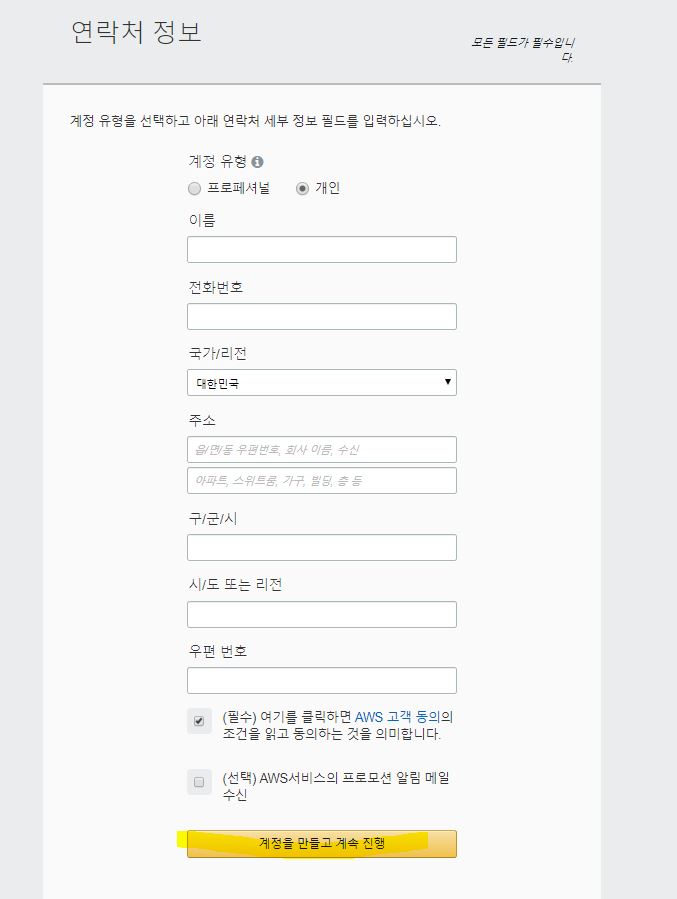 연락처 정보
모든 필드가 필수입니
다.
계정 유형을 선택하고 아래 연락처 세부 정보 필드를 입력하십시오.
계정 유형
프로페셔널 개인
이름
전화번호
국가/리전
대한민국
주소
읍/면/동 우편번호, 회사 이름, 수신
아파트, 스위트룸, 가구, 빌딩, 층 등
구/군/시
시/도 또는 리전
우편 번호
(필수) 여기를 클릭하면 AWS 고객 동의의
조건을 읽고 동의하는 것을 의미합니다.
(선택) AWS서비스의 프로모션 알림 메일
수신
계정을 만들고 계속 진행